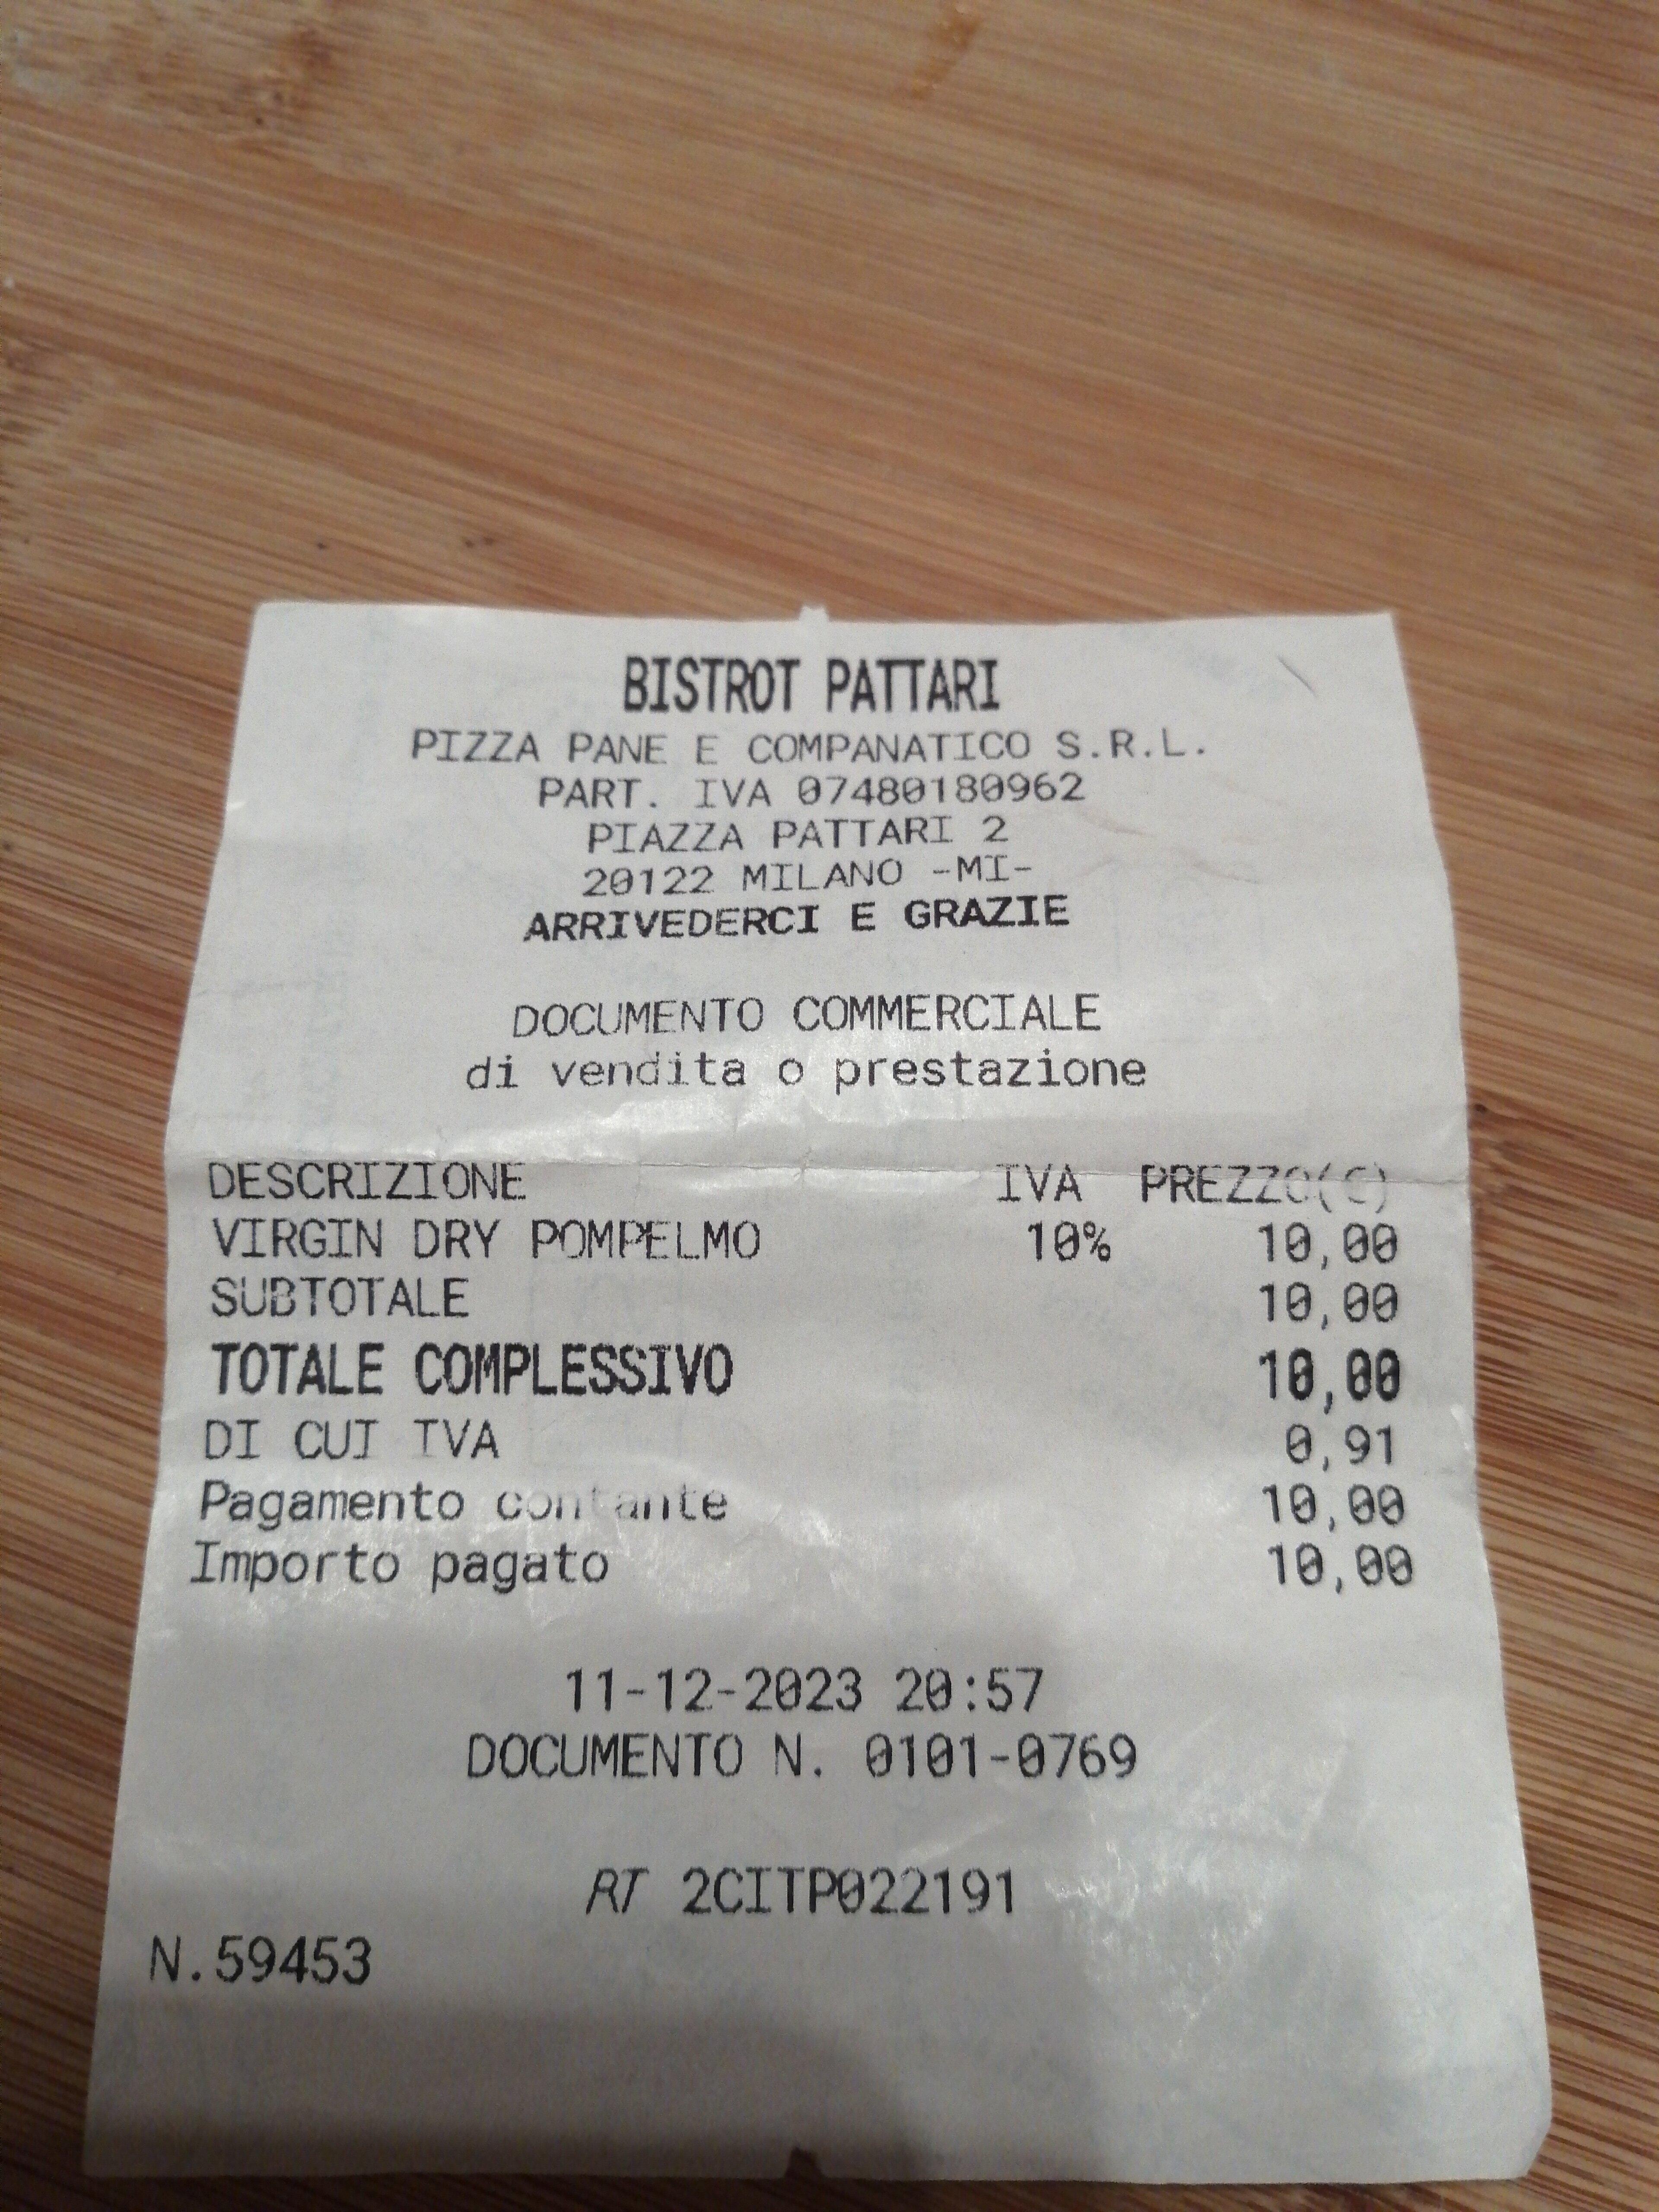 BISTROT PATTARI
PIZZA PANE E COMPANATICO S.R.L.
PART. IVA 07480180962
PIAZZA PATTARI 2
20122 MILANO -MI-
ARRIVEDERCI E GRAZIE
DOCUMENTO COMMERCIALE
di vendita o prestazione
DESCRIZIONE IVA PREZZO(€)
VIRGIN DRY POMPELMO 10% 10,00
SUBTOTALE 10,00
TOTALE COMPLESSIVO 10,00
DI CUI IVA 0,91
Pagamento contante 10,00
Importo pagato 10,00
11-12-2023 20:57
DOCUMENTO N. 0101-0769
RT 2CITP022191
N.59453